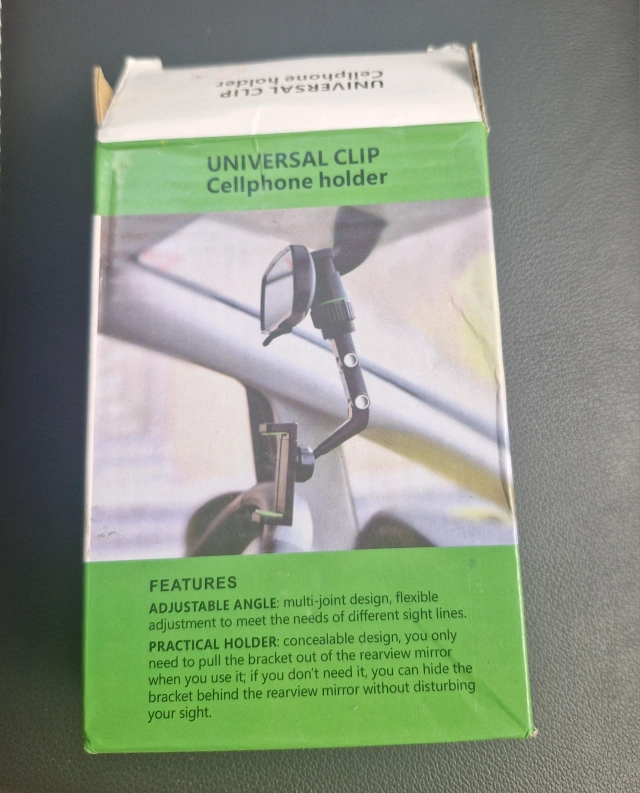 UNIVERSAL CLIP
Cellphone holder
UNIVERSAL CLIP
Cellphone holder
FEATURES
ADJUSTABLE ANGLE: multi-joint design, flexible
adjustment to meet the needs of different sight lines.
PRACTICAL HOLDER: concealable design, you only
need to pull the bracket out of the rearview mirror
when you use it; if you don't need it, you can hide the
bracket behind the rearview mirror without disturbing
your sight.